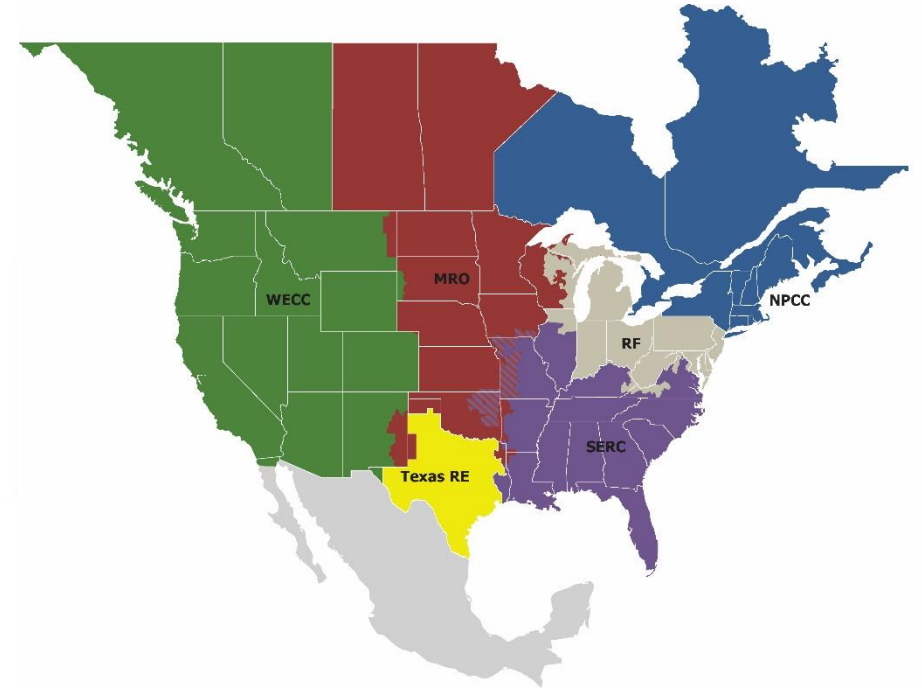 MRO
WECC
NPCC
RF
SERC
Texas RE